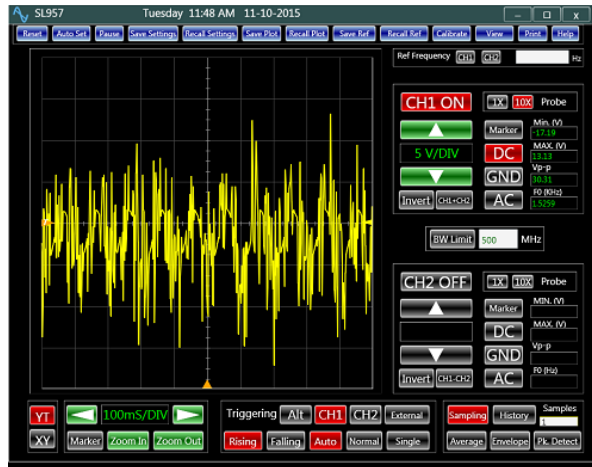 SL957 Tuesday 11:48 AM 11-10-2015 x
Reset Auto Set Pause Save Settings Recall Settings Save Plot Recall Plot Save Ref Recall Ref Calibrate View Print Help
Ref Frequency CH1 CH2 Hz
CH1 ON 1X 10X Probe
Marker Min. (V)
-17.19
5 V/DIV DC MAX. (V)
13.13
GND Vp-p
30.31
Invert CH1+CH2 AC F0 (KHz)
1.5259
BW Limit 500 MHz
CH2 OFF 1X 10X Probe
Marker MIN. (V)
DC MAX. (V)
GND Vp-p
Invert CH1-CH2 AC F0 (Hz)
YT 100mS/DIV Triggering Alt CH1 CH2 External Sampling History Samples
1
XY Marker Zoom In Zoom Out Rising Falling Auto Normal Single Average Envelope Pk. Detect